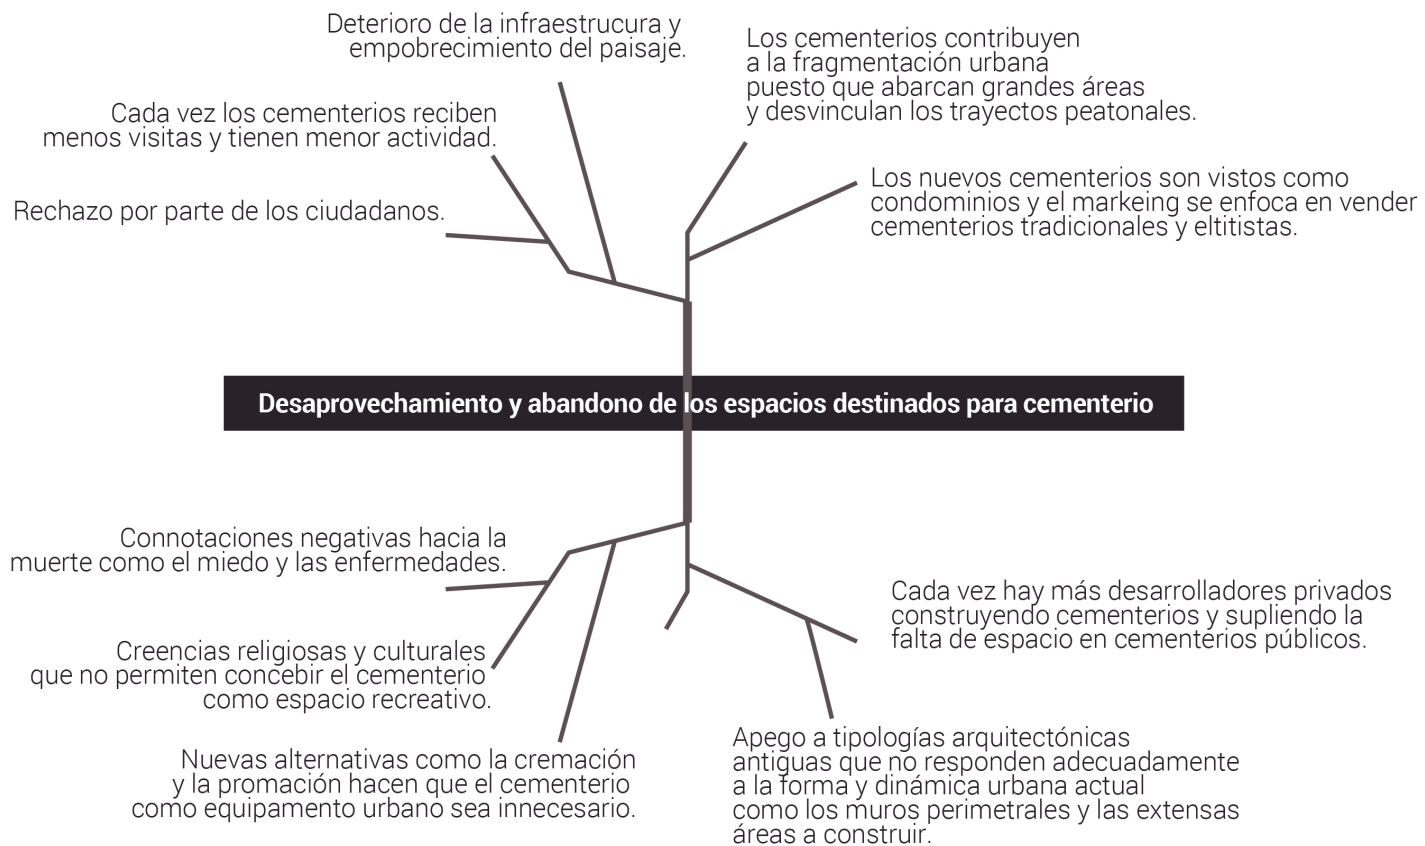 Deterioro de la infraestrucura y
empobrecimiento del paisaje.
Los cementerios contribuyen
a la fragmentación urbana
puesto que abarcan grandes áreas
y desvinculan los trayectos peatonales.
Cada vez los cementerios reciben
menos visitas y tienen menor actividad.
Los nuevos cementerios son vistos como
condominios y el markeing se enfoca en vender
cementerios tradicionales y eltitistas.
Rechazo por parte de los ciudadanos.
Desaprovechamiento y abandono de los espacios destinados para cementerio
Connotaciones negativas hacia la
muerte como el miedo y las enfermedades.
Cada vez hay más desarrolladores privados
construyendo cementerios y supliendo la
falta de espacio en cementerios públicos.
Creencias religiosas y culturales
que no permiten concebir el cementerio
como espacio recreativo.
Nuevas alternativas como la cremación
y la promación hacen que el cementerio
como equipamento urbano sea innecesario.
Apego a tipologías arquitectónicas
antiguas que no responden adecuadamente
a la forma y dinámica urbana actual
como los muros perimetrales y las extensas
áreas a construir.